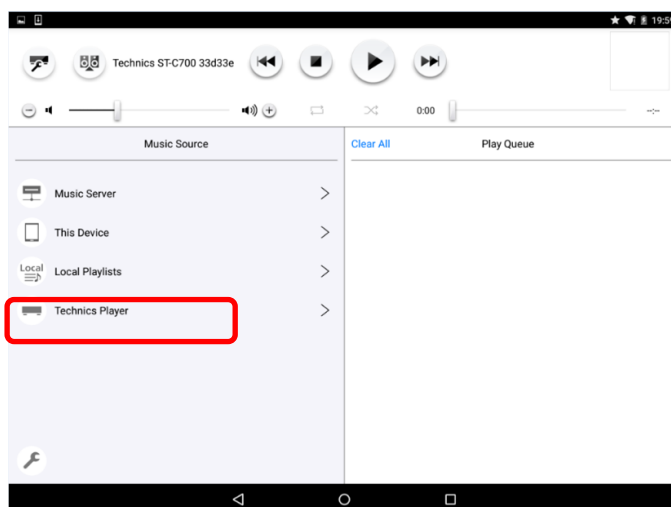 19:59
Technics ST-C700 33d33e
0:00
--:--
Music Source
Clear All
Play Queue
Music Server
This Device
Local
Local Playlists
Technics Player